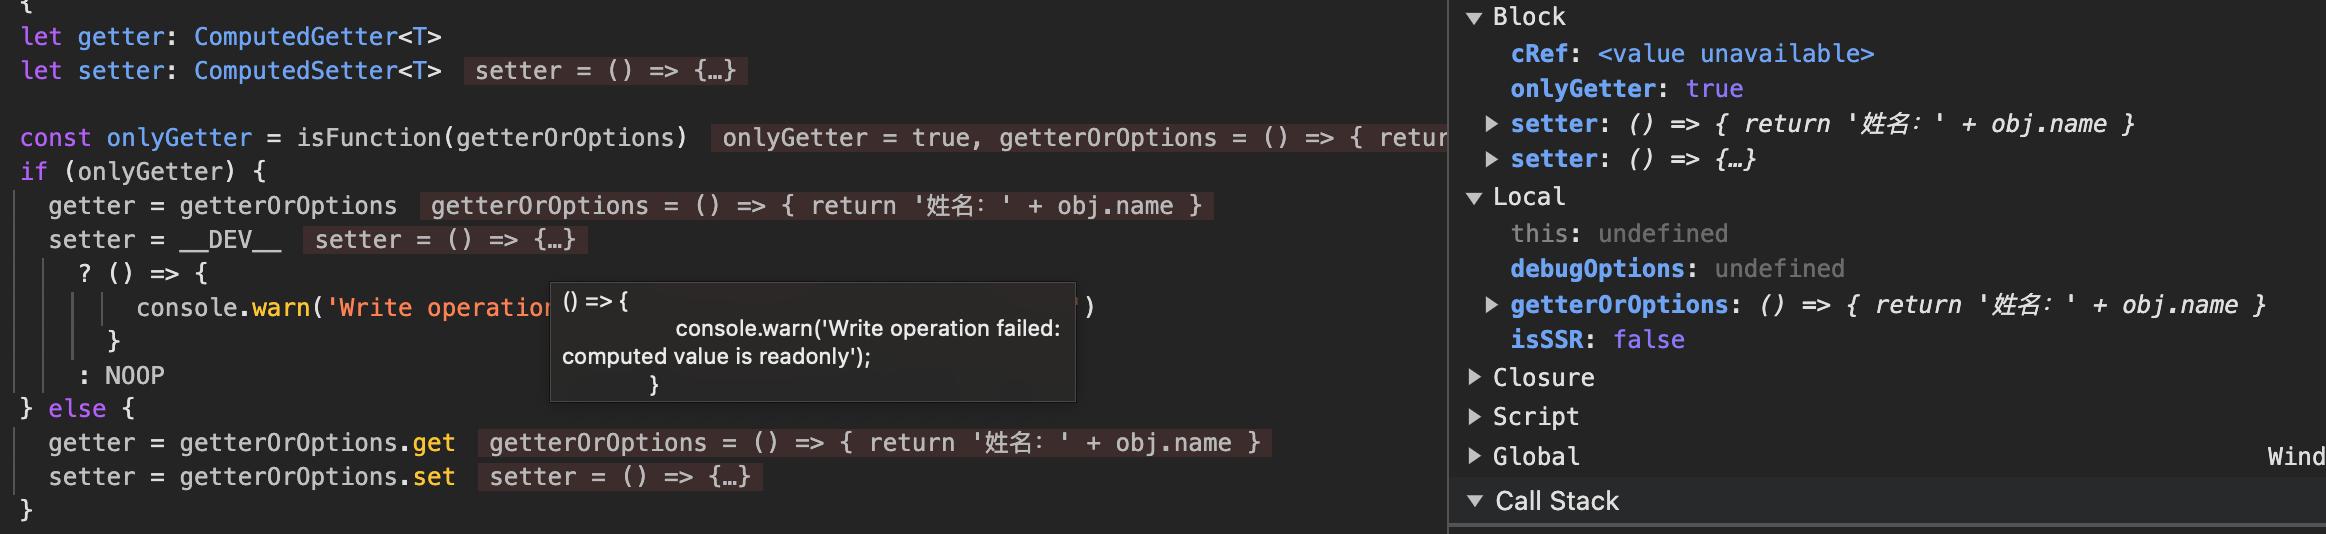 {
let getter: ComputedGetter<T>
let setter: ComputedSetter<T> setter = () => {…}
const onlyGetter = isFunction(getterOrOptions) onlyGetter = true, getterOrOptions = () => { retur
if (onlyGetter) {
getter = getterOrOptions getterOrOptions = () => { return '姓名：' + obj.name }
setter = __DEV__ setter = () => {…}
? () => {
console.warn('Write operation ')
}
: NOOP
} else {
getter = getterOrOptions.get getterOrOptions = () => { return '姓名：' + obj.name }
setter = getterOrOptions.set setter = () => {…}
}
() => {
console.warn('Write operation failed:
computed value is readonly');
}
▼ Block
cRef: <value unavailable>
onlyGetter: true
▶ setter: () => { return '姓名：' + obj.name }
▶ setter: () => {…}
▼ Local
this: undefined
debugOptions: undefined
▶ getterOrOptions: () => { return '姓名：' + obj.name }
isSSR: false
▶ Closure
▶ Script
▶ Global Wind
▼ Call Stack